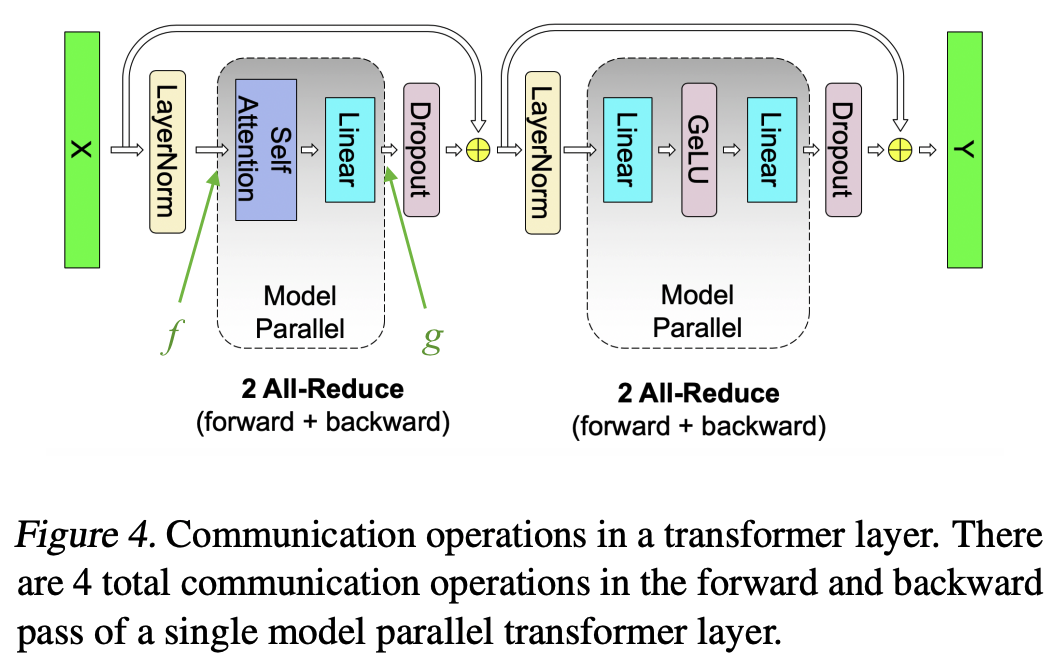 X
LayerNorm
Self
Attention
Linear
Dropout
LayerNorm
Linear
GeLU
Linear
Dropout
Y
f
g
Model
Parallel
Model
Parallel
2 All-Reduce
(forward + backward)
2 All-Reduce
(forward + backward)
Figure 4. Communication operations in a transformer layer. There
are 4 total communication operations in the forward and backward
pass of a single model parallel transformer layer.